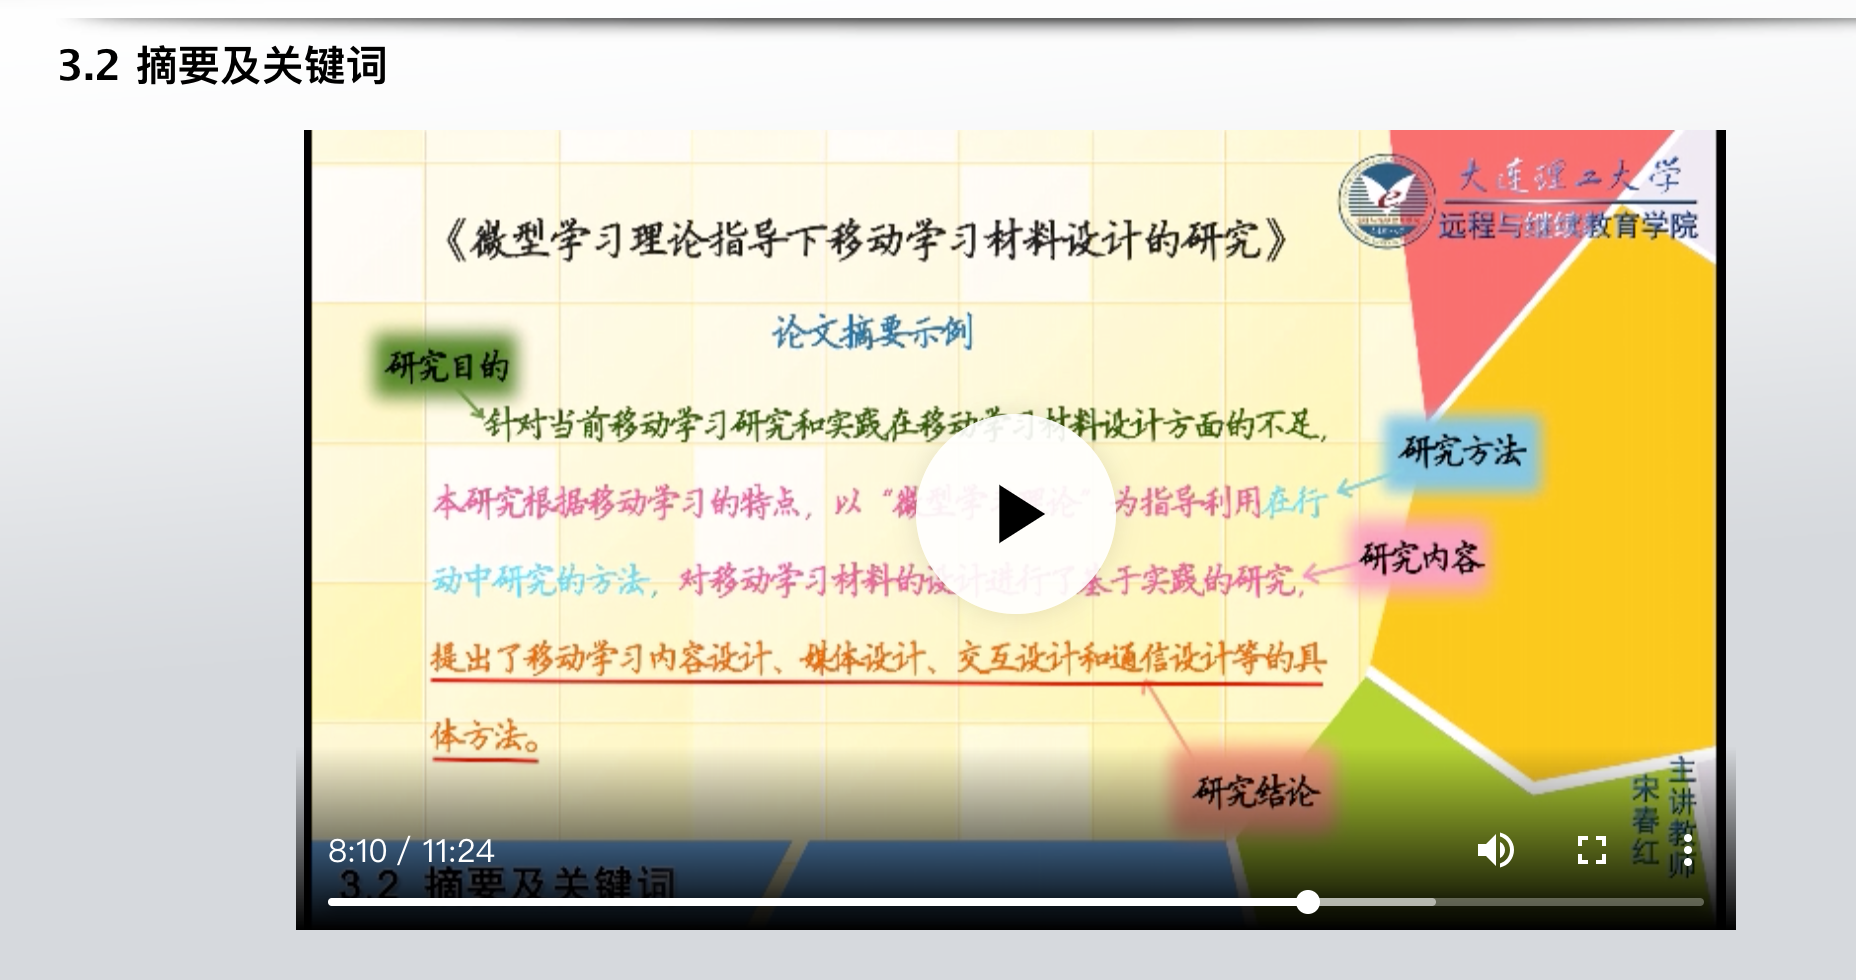 3.2 摘要及关键词
大连理工大学
远程与继续教育学院
《微型学习理论指导下移动学习材料设计的研究》
论文摘要示例
研究目的
针对当前移动学习研究和实践在移动学习材料设计方面的不足，
研究方法
本研究根据移动学习的特点，以“微型学习理论”为指导利用在行
研究内容
动中研究的方法，对移动学习材料的设计进行了基于实践的研究，
提出了移动学习内容设计、媒体设计、交互设计和通信设计等的具
体方法。
研究结论
主讲教师
宋春红
8:10 / 11:24
3.2 摘要及关键词